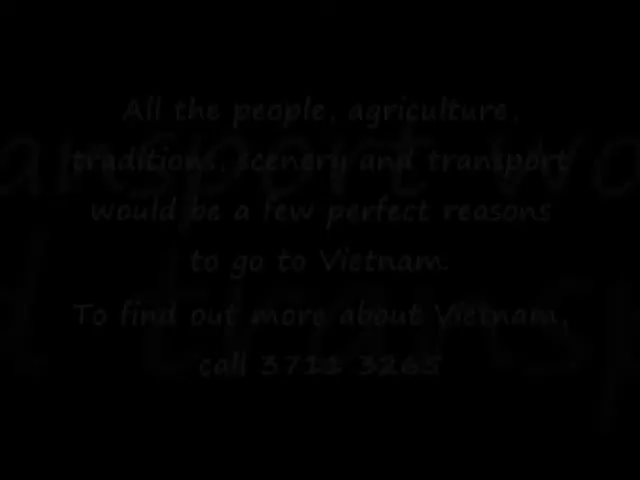 All the people, agriculture,
traditions, scenery and transport
would be a few perfect reasons
to go to Vietnam.
To find out more about Vietnam,
call 3711 3265